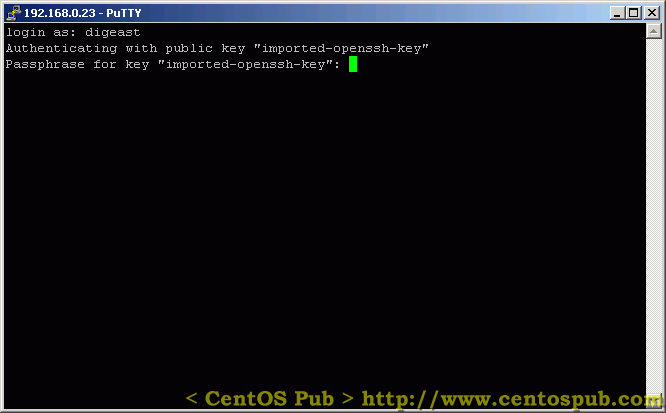 192.168.0.23 - PuTTY
login as: digeast
Authenticating with public key "imported-openssh-key"
Passphrase for key "imported-openssh-key":
< CentOS Pub > http://www.centospub.com